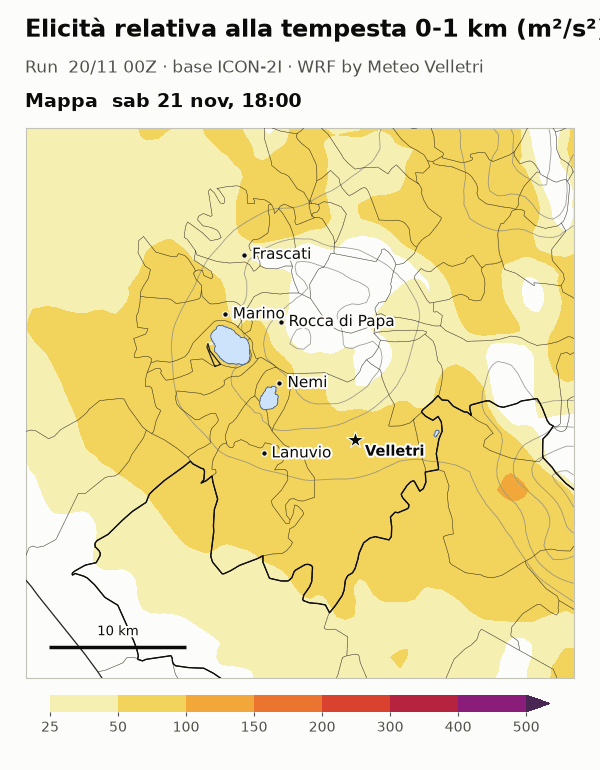 Elicità relativa alla tempesta 0-1 km (m²/s²)
Run  20/11 00Z · base ICON-2I · WRF by Meteo Velletri
Mappa  sab 21 nov, 18:00
Frascati
Marino
Rocca di Papa
Nemi
Velletri
Lanuvio
10 km
25 50 100 150 200 300 400 500